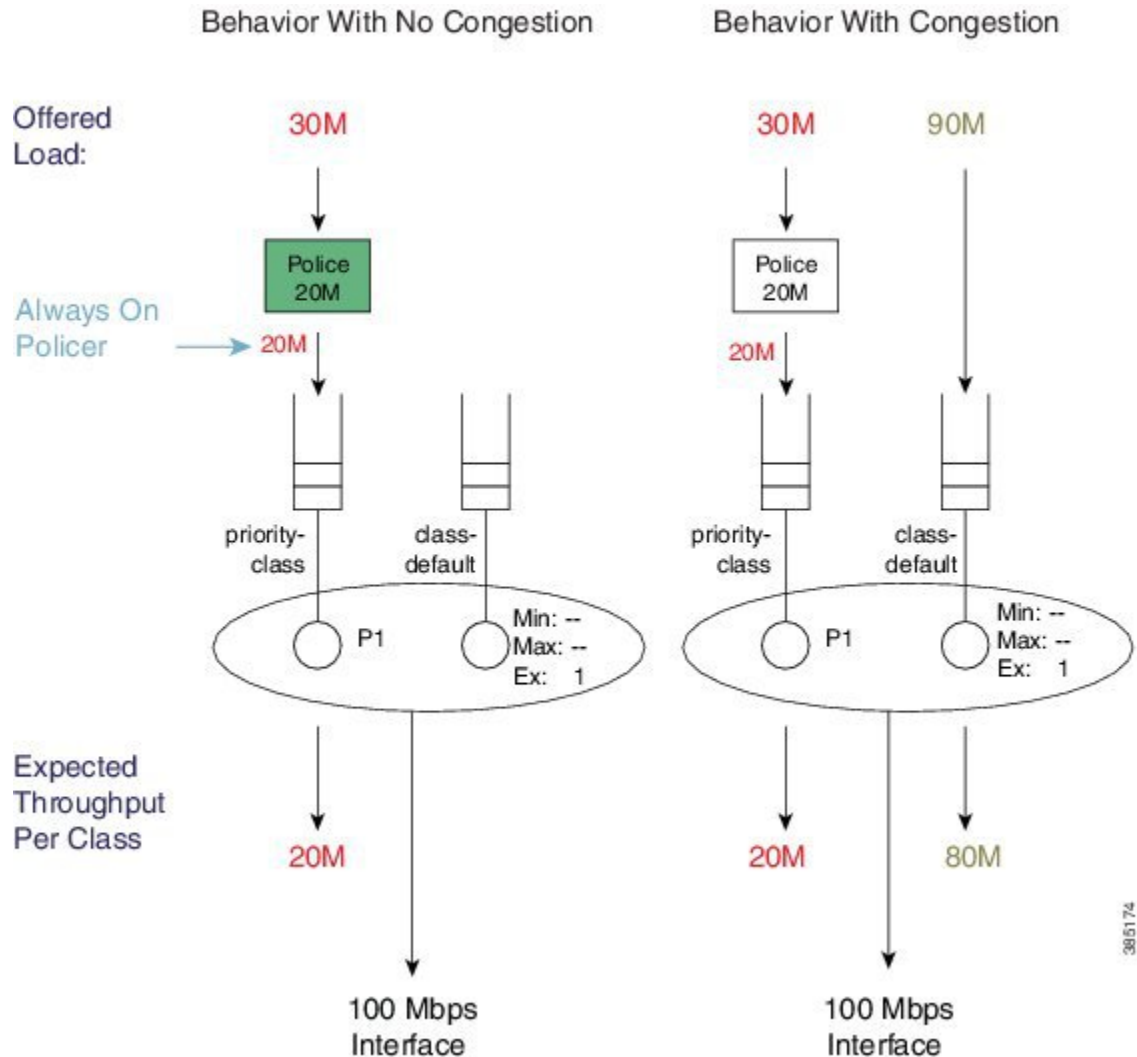 Behavior With No Congestion
Behavior With Congestion
Offered
Load:
30M
30M
90M
Police
20M
Police
20M
Always On
Policer
20M
20M
priority-
class
class-
default
priority-
class
class-
default
P1
Min: --
Max: --
Ex: 1
P1
Min: --
Max: --
Ex: 1
Expected
Throughput
Per Class
20M
20M
80M
385174
100 Mbps
Interface
100 Mbps
Interface